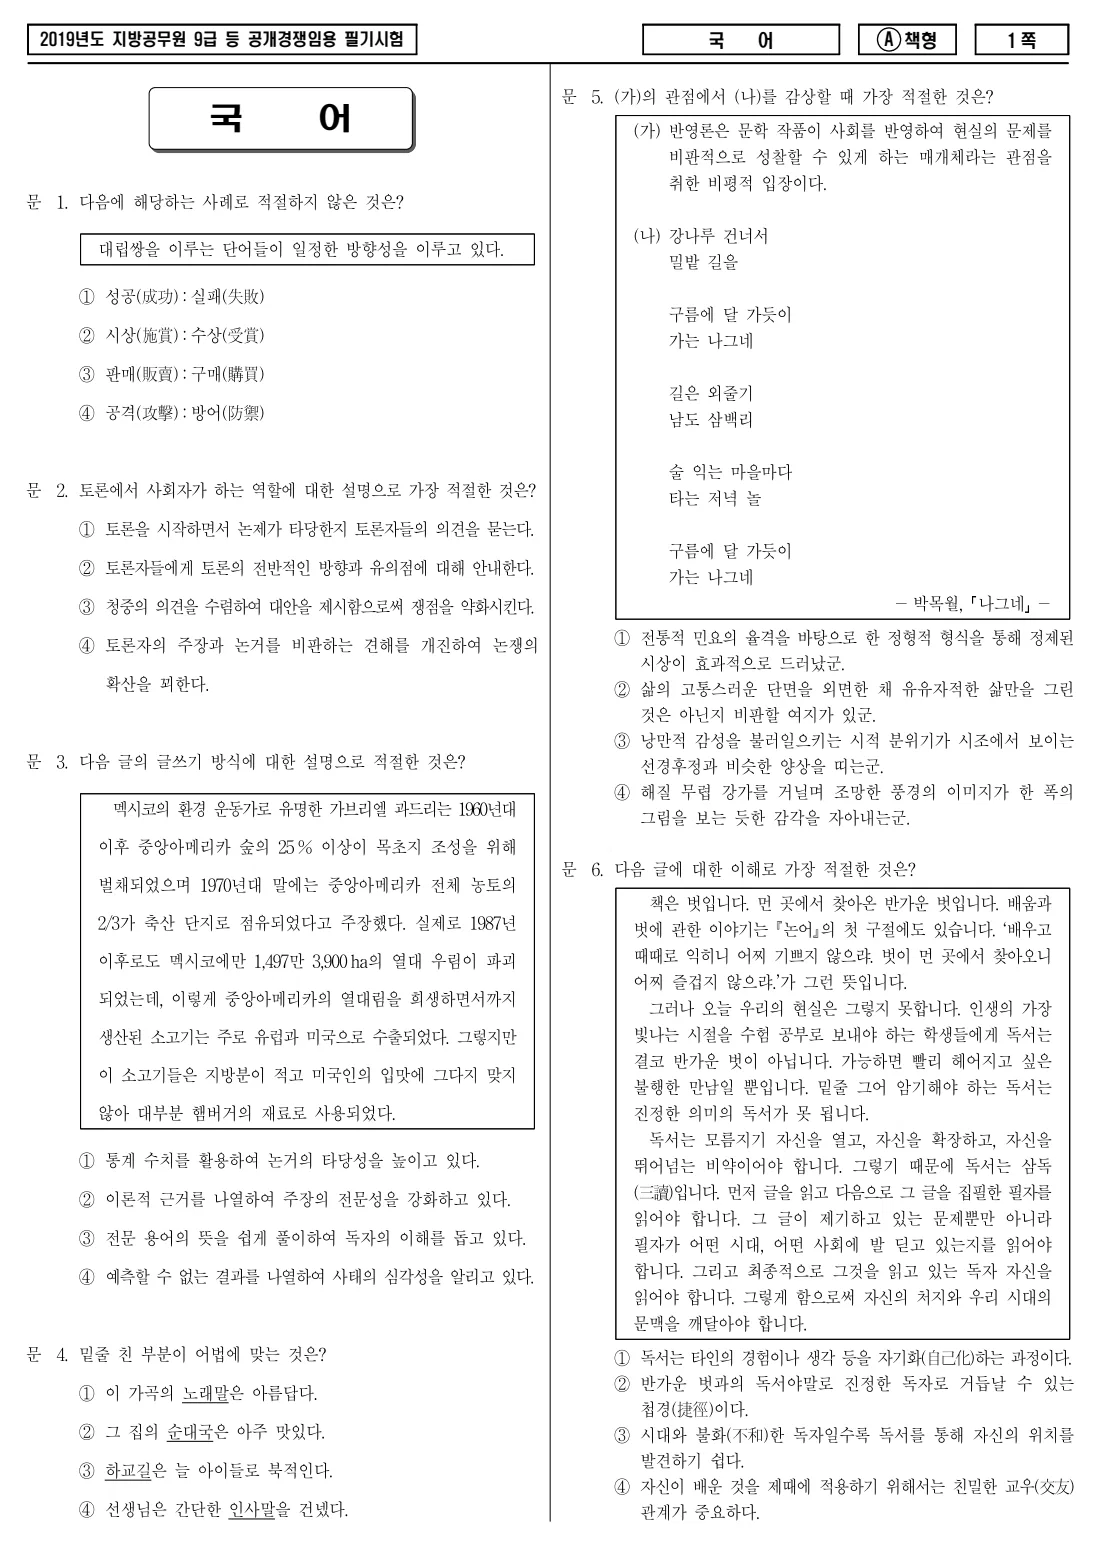 2019년도 지방공무원 9급 등 공개경쟁임용 필기시험
국 어
Ⓐ 책형
1 쪽
국 어
문 1. 다음에 해당하는 사례로 적절하지 않은 것은?
대립쌍을 이루는 단어들이 일정한 방향성을 이루고 있다.
① 성공(成功) : 실패(失敗)
② 시상(施賞) : 수상(受賞)
③ 판매(販賣) : 구매(購買)
④ 공격(攻擊) : 방어(防禦)
문 2. 토론에서 사회자가 하는 역할에 대한 설명으로 가장 적절한 것은?
① 토론을 시작하면서 논제가 타당한지 토론자들의 의견을 묻는다.
② 토론자들에게 토론의 전반적인 방향과 유의점에 대해 안내한다.
③ 청중의 의견을 수렴하여 대안을 제시함으로써 쟁점을 약화시킨다.
④ 토론자의 주장과 논거를 비판하는 견해를 개진하여 논쟁의
확산을 꾀한다.
문 3. 다음 글의 글쓰기 방식에 대한 설명으로 적절한 것은?
멕시코의 환경 운동가로 유명한 가브리엘 과드리는 1960년대
이후 중앙아메리카 숲의 25 % 이상이 목초지 조성을 위해
벌채되었으며 1970년대 말에는 중앙아메리카 전체 농토의
2/3가 축산 단지로 점유되었다고 주장했다. 실제로 1987년
이후로도 멕시코에만 1,497만 3,900 ha의 열대 우림이 파괴
되었는데, 이렇게 중앙아메리카의 열대림을 희생하면서까지
생산된 소고기는 주로 유럽과 미국으로 수출되었다. 그렇지만
이 소고기들은 지방분이 적고 미국인의 입맛에 그다지 맞지
않아 대부분 햄버거의 재료로 사용되었다.
① 통계 수치를 활용하여 논거의 타당성을 높이고 있다.
② 이론적 근거를 나열하여 주장의 전문성을 강화하고 있다.
③ 전문 용어의 뜻을 쉽게 풀이하여 독자의 이해를 돕고 있다.
④ 예측할 수 없는 결과를 나열하여 사태의 심각성을 알리고 있다.
문 4. 밑줄 친 부분이 어법에 맞는 것은?
① 이 가곡의 노래말은 아름답다.
② 그 집의 순대국은 아주 맛있다.
③ 하교길은 늘 아이들로 북적인다.
④ 선생님은 간단한 인사말을 건넸다.
문 5. (가)의 관점에서 (나)를 감상할 때 가장 적절한 것은?
(가) 반영론은 문학 작품이 사회를 반영하여 현실의 문제를
비판적으로 성찰할 수 있게 하는 매개체라는 관점을
취한 비평적 입장이다.
(나) 강나루 건너서
밀밭 길을
구름에 달 가듯이
가는 나그네
길은 외줄기
남도 삼백리
술 익는 마을마다
타는 저녁 놀
구름에 달 가듯이
가는 나그네
－ 박목월, 「나그네」－
① 전통적 민요의 율격을 바탕으로 한 정형적 형식을 통해 정제된
시상이 효과적으로 드러났군.
② 삶의 고통스러운 단면을 외면한 채 유유자적한 삶만을 그린
것은 아닌지 비판할 여지가 있군.
③ 낭만적 감성을 불러일으키는 시적 분위기가 시조에서 보이는
선경후정과 비슷한 양상을 띠는군.
④ 해질 무렵 강가를 거닐며 조망한 풍경의 이미지가 한 폭의
그림을 보는 듯한 감각을 자아내는군.
문 6. 다음 글에 대한 이해로 가장 적절한 것은?
책은 벗입니다. 먼 곳에서 찾아온 반가운 벗입니다. 배움과
벗에 관한 이야기는 『논어』의 첫 구절에도 있습니다. ‘배우고
때때로 익히니 어찌 기쁘지 않으랴. 벗이 먼 곳에서 찾아오니
어찌 즐겁지 않으랴.’가 그런 뜻입니다.
그러나 오늘 우리의 현실은 그렇지 못합니다. 인생의 가장
빛나는 시절을 수험 공부로 보내야 하는 학생들에게 독서는
결코 반가운 벗이 아닙니다. 가능하면 빨리 헤어지고 싶은
불행한 만남일 뿐입니다. 밑줄 그어 암기해야 하는 독서는
진정한 의미의 독서가 못 됩니다.
독서는 모름지기 자신을 열고, 자신을 확장하고, 자신을
뛰어넘는 비약이어야 합니다. 그렇기 때문에 독서는 삼독
(三讀)입니다. 먼저 글을 읽고 다음으로 그 글을 집필한 필자를
읽어야 합니다. 그 글이 제기하고 있는 문제뿐만 아니라
필자가 어떤 시대, 어떤 사회에 발 딛고 있는지를 읽어야
합니다. 그리고 최종적으로 그것을 읽고 있는 독자 자신을
읽어야 합니다. 그렇게 함으로써 자신의 처지와 우리 시대의
문맥을 깨달아야 합니다.
① 독서는 타인의 경험이나 생각 등을 자기화(自己化)하는 과정이다.
② 반가운 벗과의 독서야말로 진정한 독자로 거듭날 수 있는
첩경(捷徑)이다.
③ 시대와 불화(不和)한 독자일수록 독서를 통해 자신의 위치를
발견하기 쉽다.
④ 자신이 배운 것을 제때에 적용하기 위해서는 친밀한 교우(交友)
관계가 중요하다.